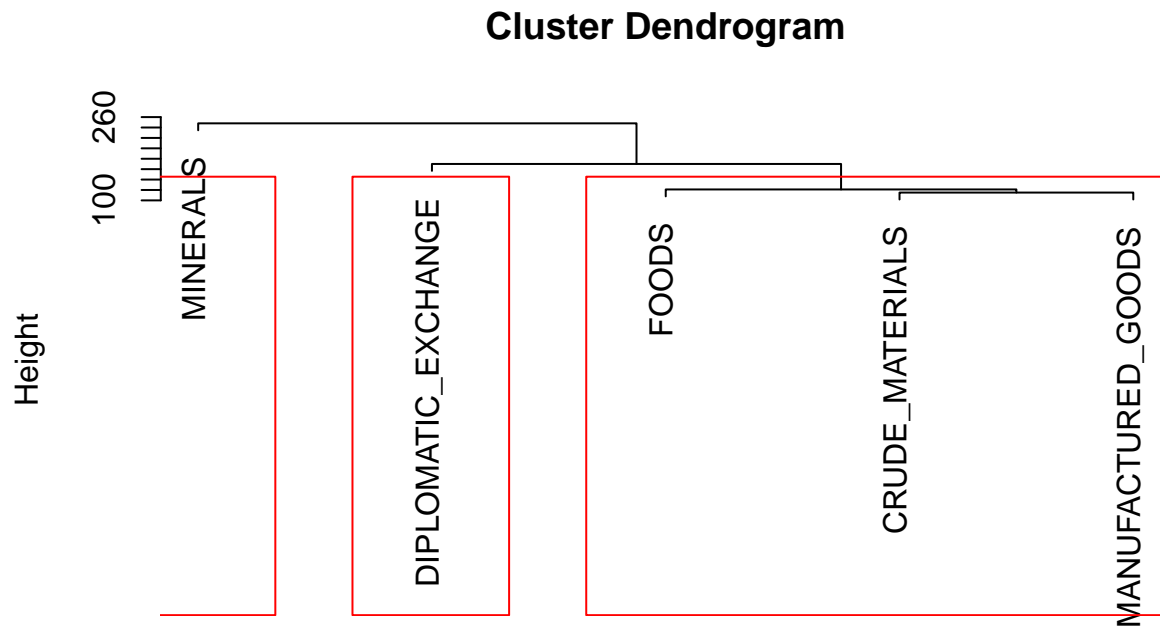 Cluster Dendrogram
Height
260
100
MINERALS
DIPLOMATIC_EXCHANGE
FOODS
CRUDE_MATERIALS
MANUFACTURED_GOODS